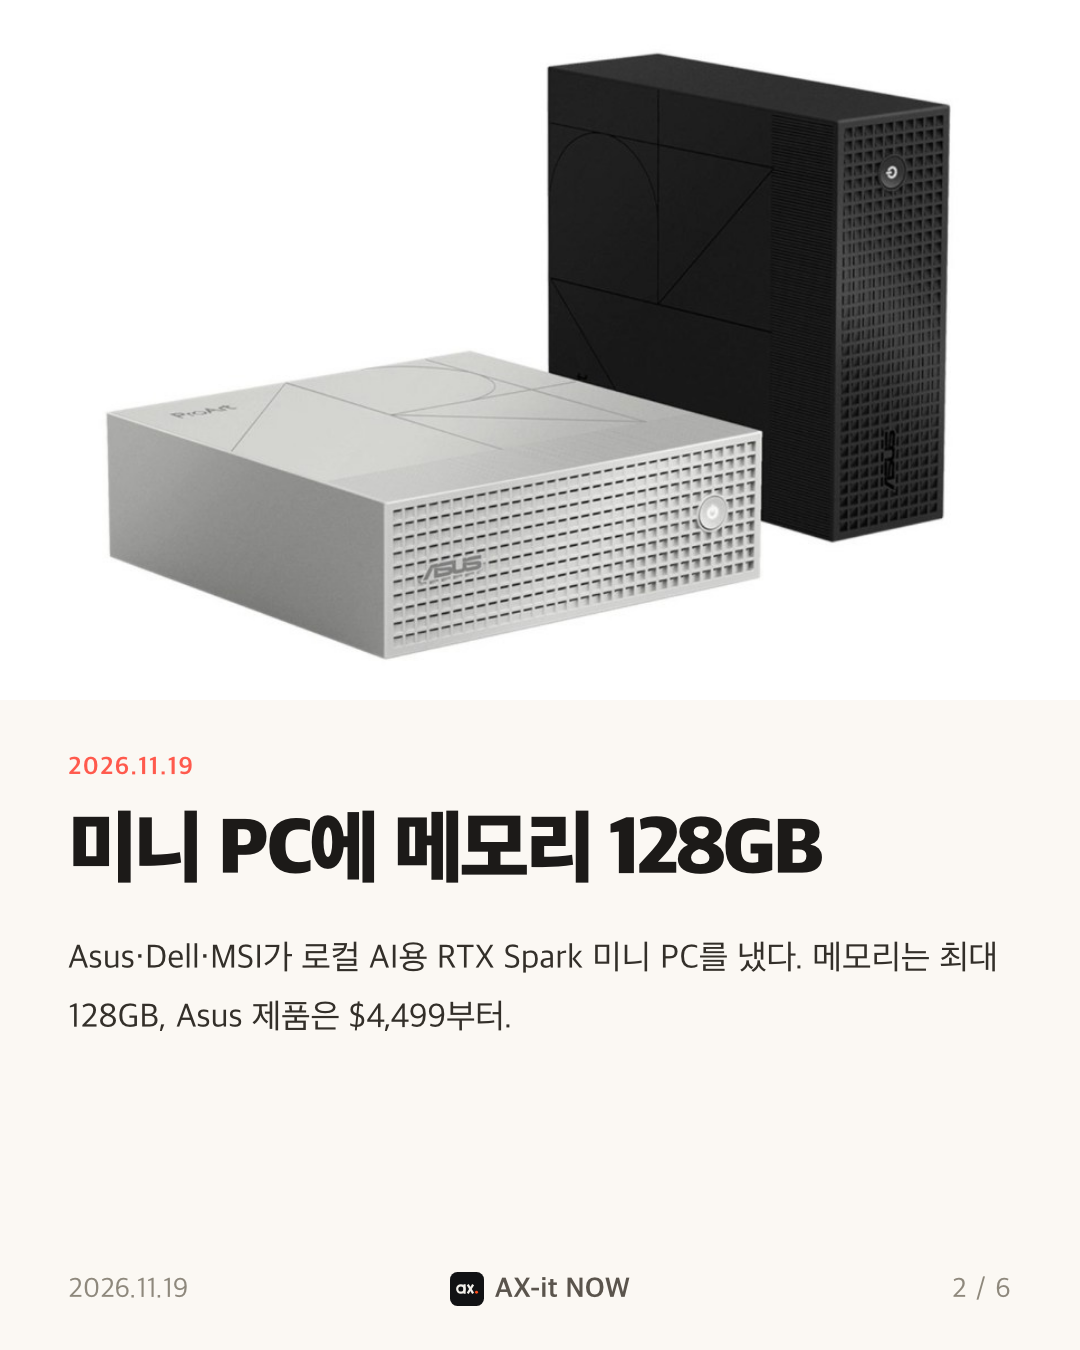 ProArt
ASUS
ASUS
2026.11.19
미니 PC에 메모리 128GB
Asus·Dell·MSI가 로컬 AI용 RTX Spark 미니 PC를 냈다. 메모리는 최대
128GB, Asus 제품은 $4,499부터.
2026.11.19
ax.
AX-it NOW
2 / 6